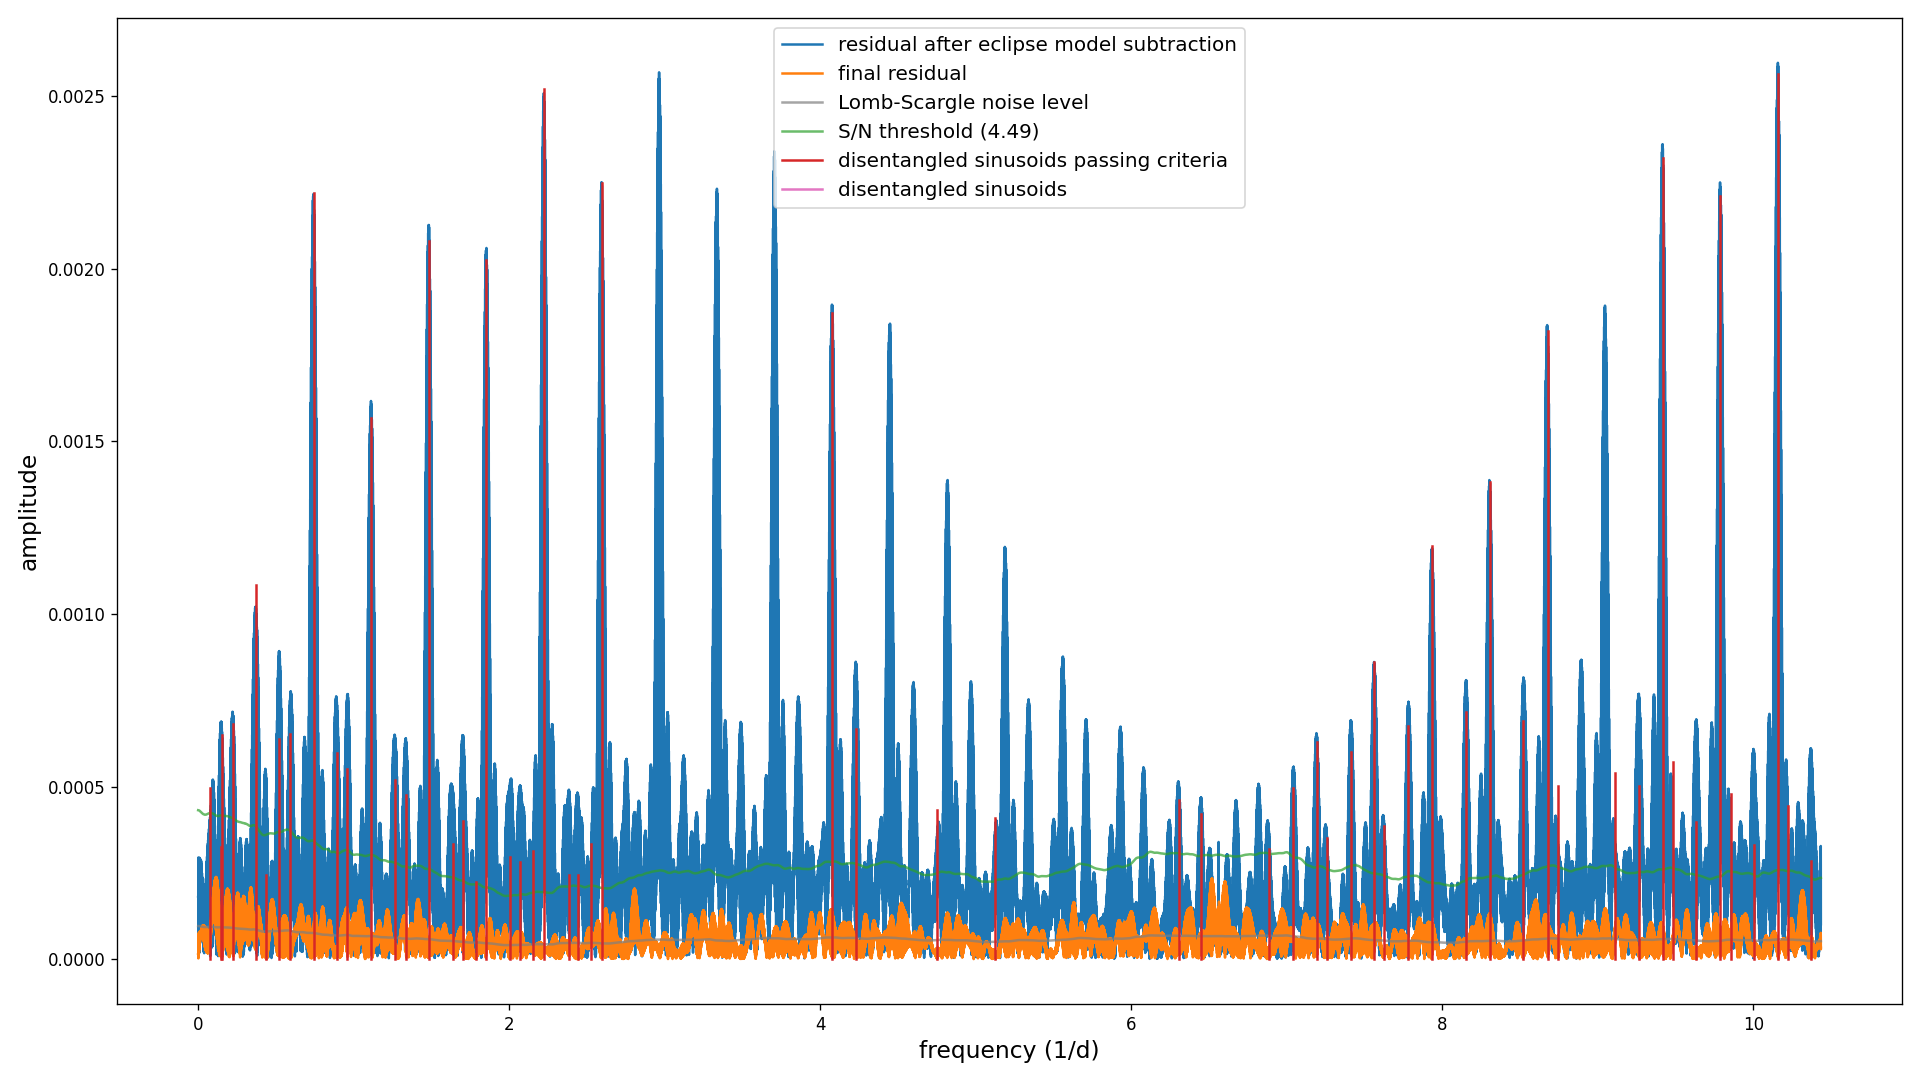 residual after eclipse model subtraction
final residual
Lomb-Scargle noise level
S/N threshold (4.49)
disentangled sinusoids passing criteria
disentangled sinusoids
amplitude
0.0025
0.0020
0.0015
0.0010
0.0005
0.0000
0 2 4 6 8 10
frequency (1/d)